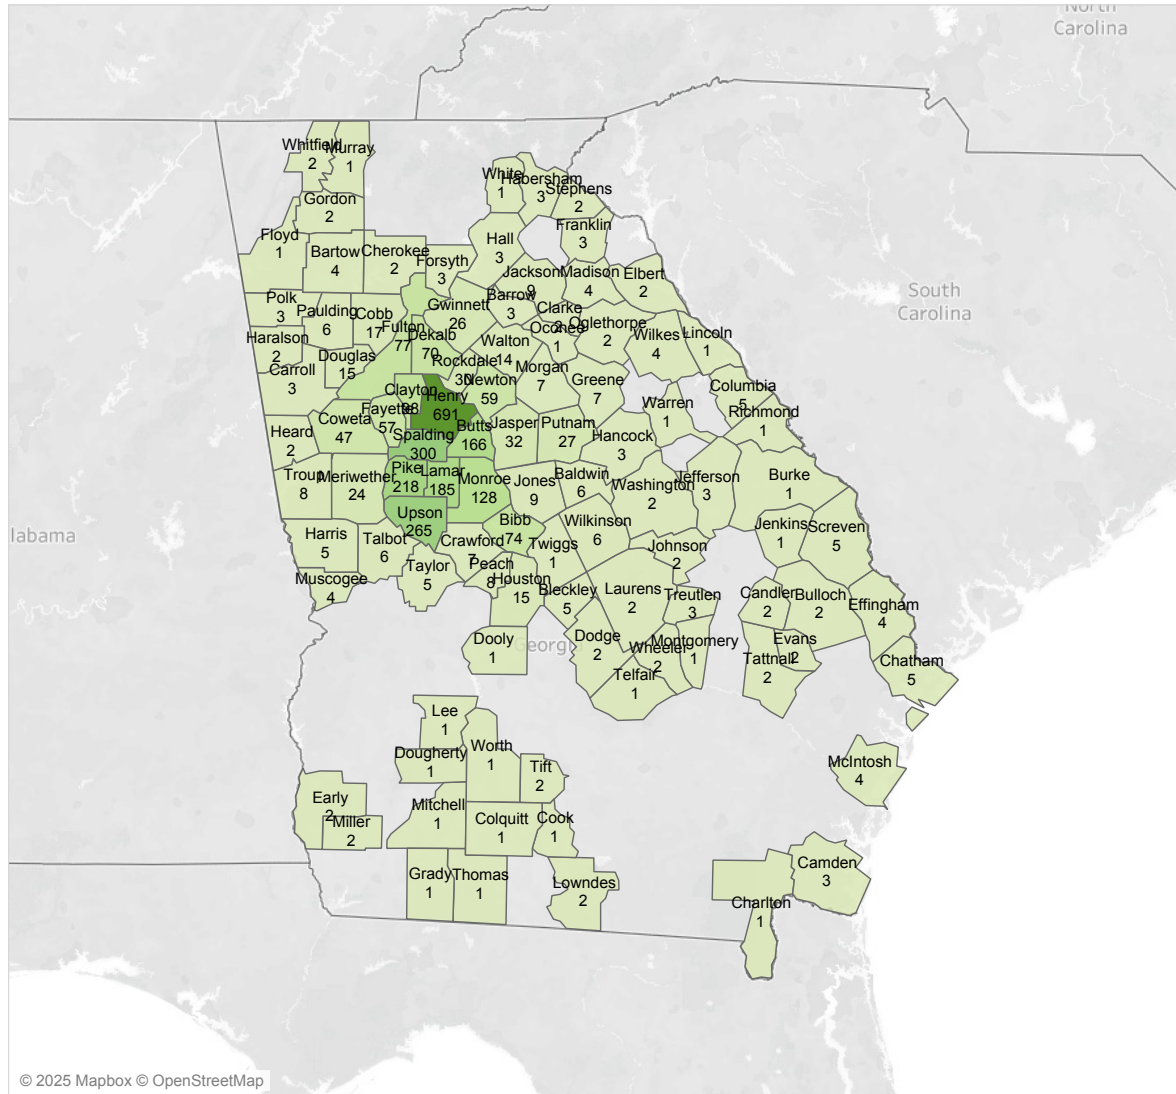 North
Carolina
Whitfield
2
Murray
1
White
1
Habersham
3
Stephens
2
Gordon
2
Franklin
3
Floyd
1
Hall
3
Bartow
4
Cherokee
2
Forsyth
3
Jackson
9
Madison
4
Elbert
2
South
Carolina
Polk
3
Paulding
6
Cobb
17
Gwinnett
26
Barrow
3
Clarke
Oconee
1
Oglethorpe
2
Wilkes
4
Lincoln
1
Fulton
77
Dekalb
70
Walton
14
Haralson
2
Douglas
15
Rockdale
30
Newton
59
Morgan
7
Greene
7
Carroll
3
Columbia
5
Clayton
98
Henry
691
Warren
1
Richmond
1
Fayette
57
Coweta
47
Heard
2
Spalding
300
Butts
166
Jasper
32
Putnam
27
Hancock
3
Troup
8
Meriwether
24
Pike
218
Lamar
185
Monroe
128
Jones
9
Baldwin
6
Washington
2
Jefferson
3
Burke
1
Upson
265
Bibb
74
Wilkinson
6
Jenkins
1
Screven
5
Harris
5
Talbot
6
Crawford
7
Twiggs
1
Johnson
2
Taylor
5
Peach
8
Houston
15
Muscogee
4
Bleckley
5
Laurens
2
Treutlen
3
Candler
2
Bulloch
2
Effingham
4
Dooly
1
Georgia
Dodge
2
Wheeler
2
Montgomery
1
Evans
2
Tattnall
2
Chatham
5
Telfair
1
labama
Lee
1
Worth
1
Dougherty
1
Tift
2
McIntosh
4
Early
2
Miller
2
Mitchell
1
Colquitt
1
Cook
1
Grady
1
Thomas
1
Lowndes
2
Camden
3
Charlton
1
© 2025 Mapbox © OpenStreetMap